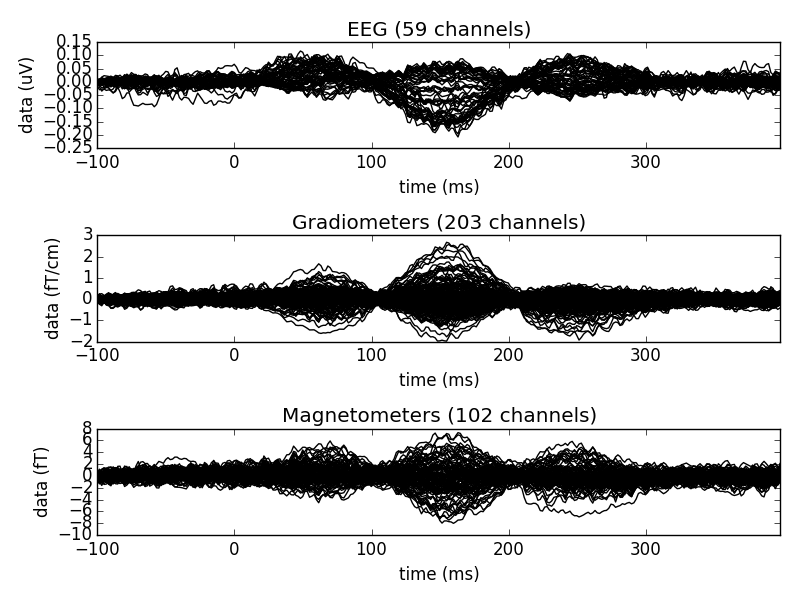 EEG (59 channels)
0.15
0.10
0.05
0.00
−0.05
−0.10
−0.15
−0.20
−0.25
data (uV)
−100 0 100 200 300
time (ms)
Gradiometers (203 channels)
3
2
1
0
−1
−2
data (fT/cm)
−100 0 100 200 300
time (ms)
Magnetometers (102 channels)
8
6
4
2
0
−2
−4
−6
−8
−10
data (fT)
−100 0 100 200 300
time (ms)